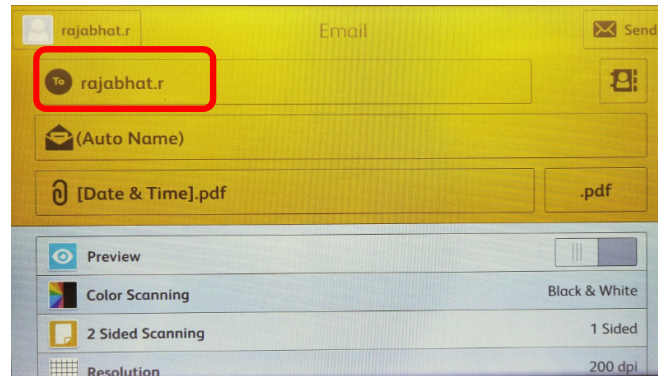 rajabhat.r
Email
Send
To rajabhat.r
(Auto Name)
[Date & Time].pdf
.pdf
Preview
Color Scanning
Black & White
2 Sided Scanning
1 Sided
Resolution
200 dpi